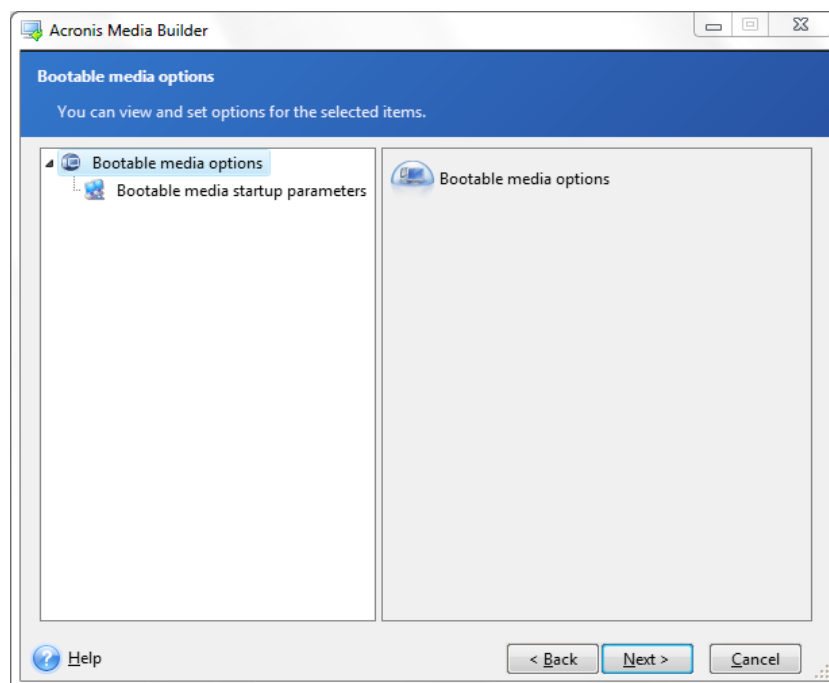 Acronis Media Builder
Bootable media options
You can view and set options for the selected items.
Bootable media options
Bootable media startup parameters
Bootable media options
Help
< Back
Next >
Cancel